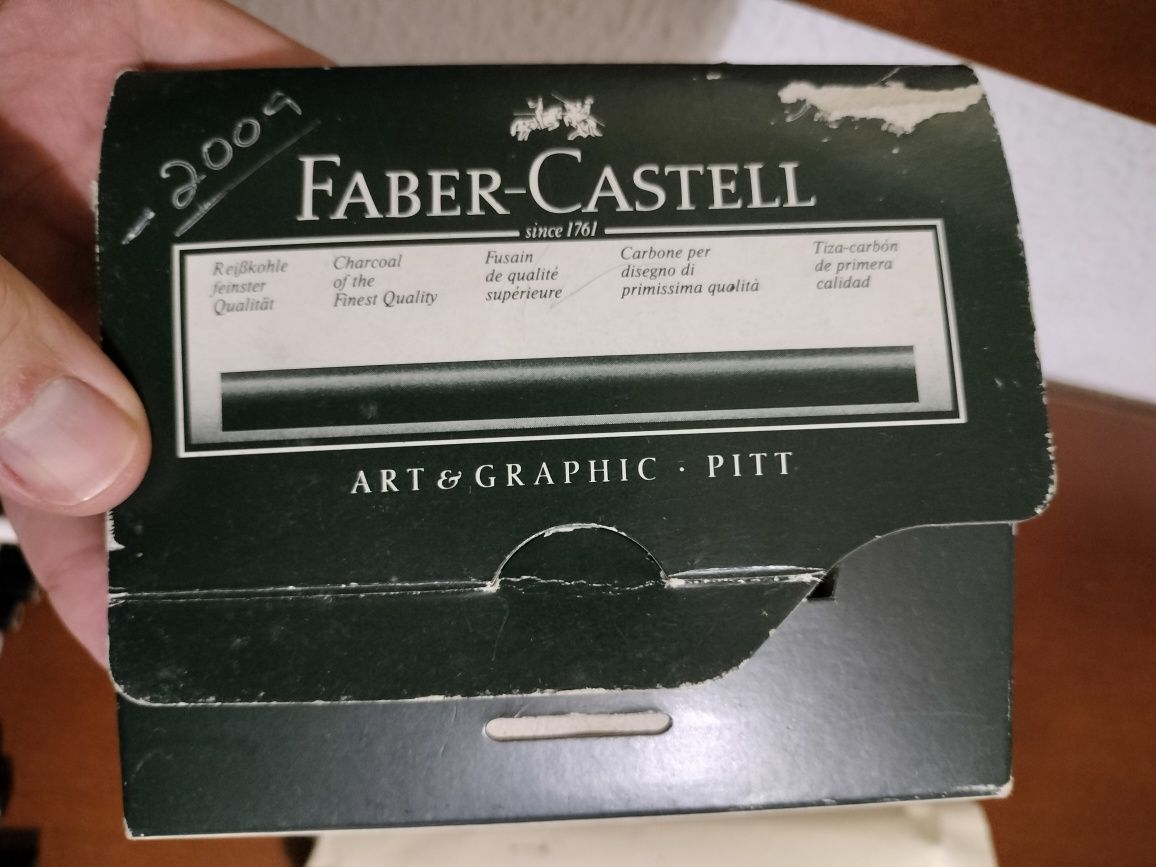 -2009
FABER-CASTELL
since 1761
Reißkohle
feinster
Qualität
Charcoal
of the
Finest Quality
Fusain
de qualité
supérieure
Carbone per
disegno di
primissima qualità
Tiza-carbón
de primera
calidad
ART & GRAPHIC · PITT